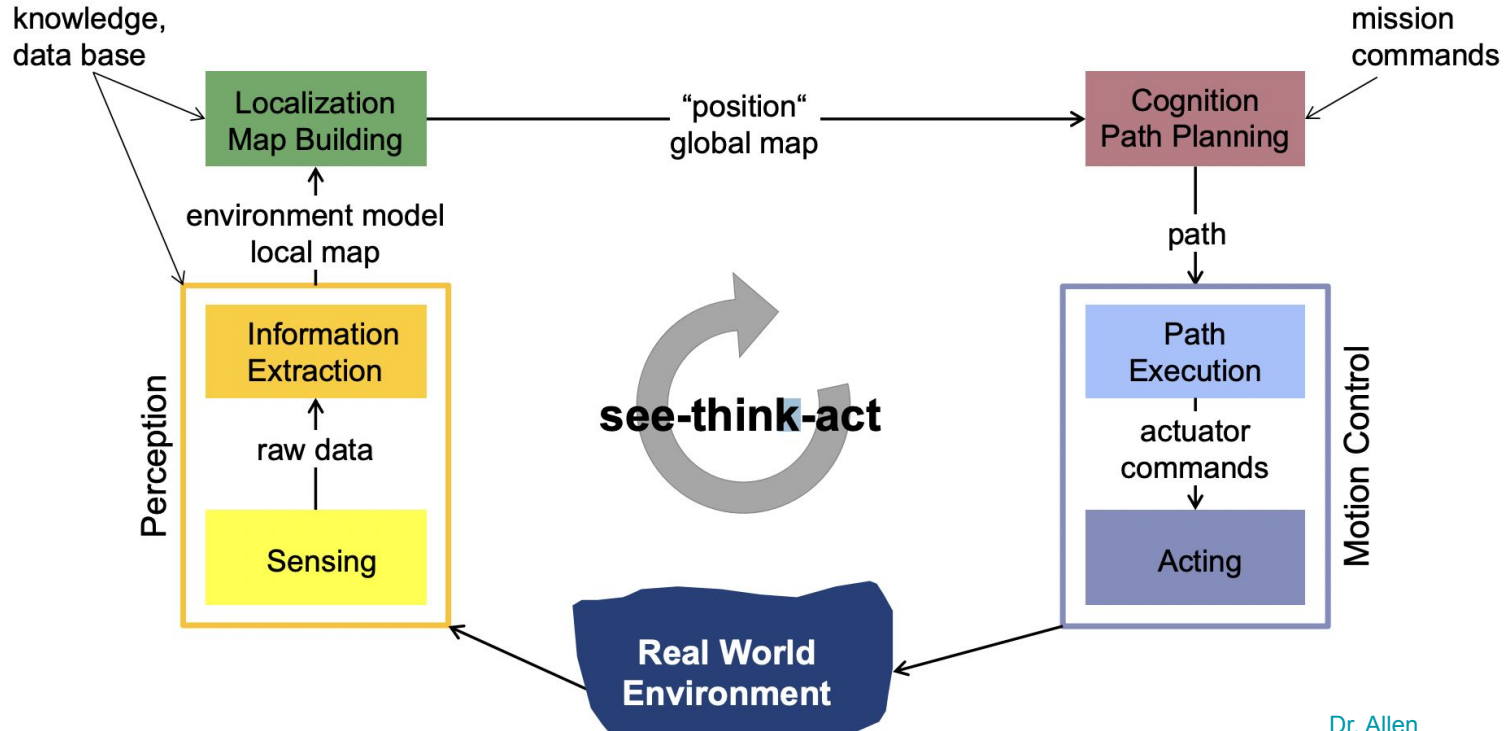 knowledge,
data base
mission
commands
Localization
Map Building
“position“
global map
Cognition
Path Planning
environment model
local map
path
Perception
Information
Extraction
raw data
Sensing
see-think-act
Path
Execution
actuator
commands
Acting
Motion Control
Real World
Environment
Dr. Allen